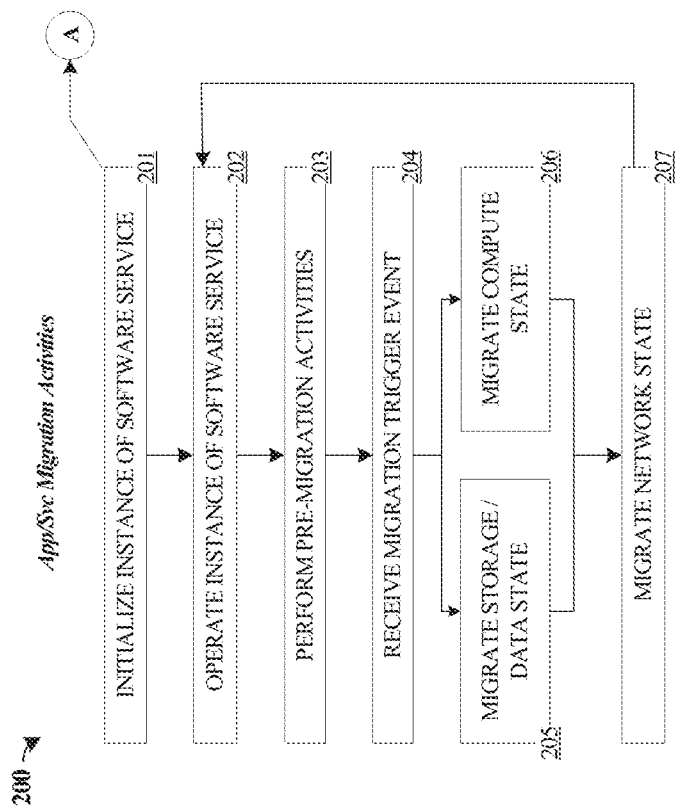 200
App/Svc Migration Activities
A
INITIALIZE INSTANCE OF SOFTWARE SERVICE
201
OPERATE INSTANCE OF SOFTWARE SERVICE
202
PERFORM PRE-MIGRATION ACTIVITIES
203
RECEIVE MIGRATION TRIGGER EVENT
204
MIGRATE STORAGE /
DATA STATE
205
MIGRATE COMPUTE
STATE
206
MIGRATE NETWORK STATE
207